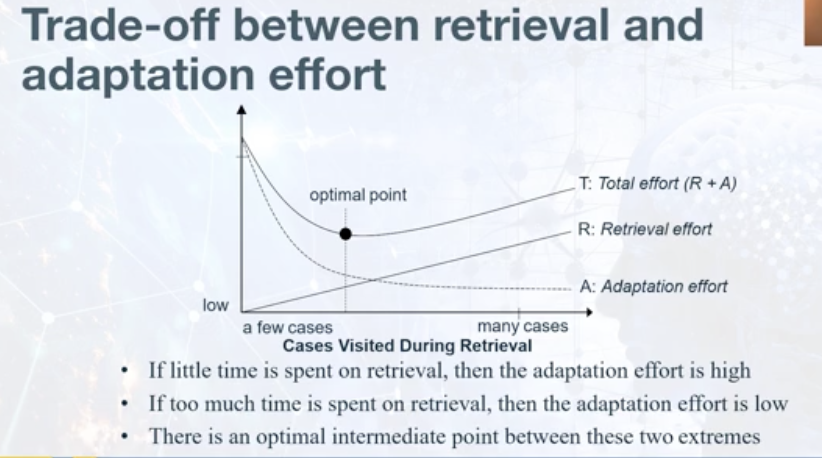 Trade-off between retrieval and
adaptation effort
optimal point
T: Total effort (R + A)
R: Retrieval effort
A: Adaptation effort
low
a few cases
many cases
Cases Visited During Retrieval
• If little time is spent on retrieval, then the adaptation effort is high
• If too much time is spent on retrieval, then the adaptation effort is low
• There is an optimal intermediate point between these two extremes